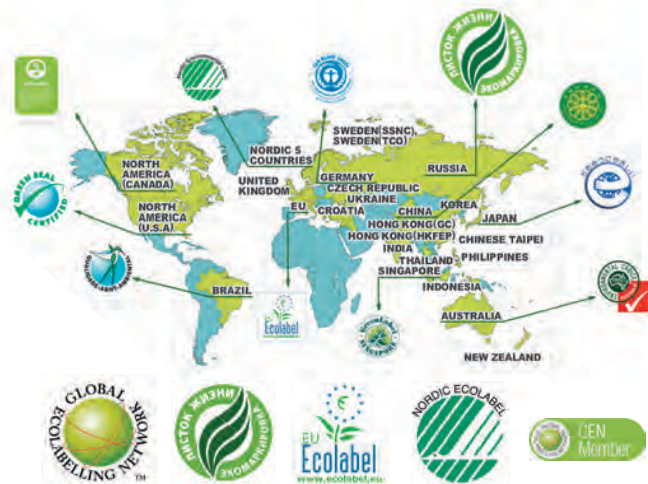 ЛИСТОК ЖИЗНИ
ЭКОМАРКИРОВКА
SWEDEN(SSNC),
SWEDEN(TCO)
NORDIC 5
COUNTRIES
NORTH
AMERICA
(CANADA)
RUSSIA
UNITED
KINGDOM
GERMANY
CZECH REPUBLIC
UKRAINE
GREEN SEAL
CERTIFIED
NORTH
AMERICA
(U.S.A)
EU
CROATIA
CHINA
KOREA
JAPAN
HONG KONG(GC)
HONG KONG(HKFEP)
CHINESE TAIPEI
INDIA
THAILAND
PHILIPPINES
SINGAPORE
BRAZIL
INDONESIA
Ecolabel
GreenLabel
SINGAPORE
AUSTRALIA
NEW ZEALAND
GLOBAL
ECOLABELLING NETWORK
TM
ЛИСТОК ЖИЗНИ
ЭКОМАРКИРОВКА
EU
Ecolabel
www.ecolabel.eu
NORDIC ECOLABEL
GEN
Member